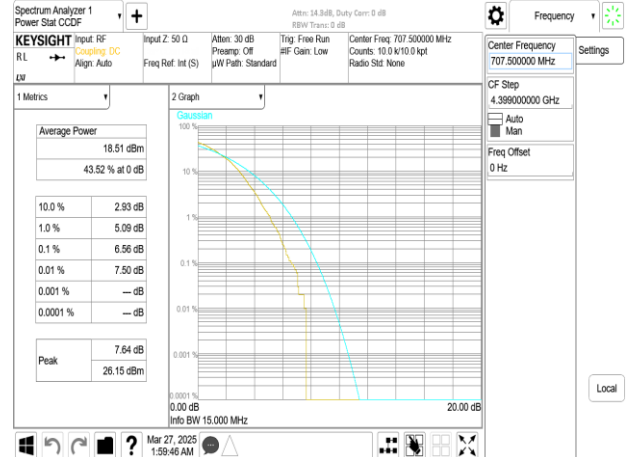 Spectrum Analyzer 1
Power Stat CCDF
Attn: 14.8dB, Duty Corr: 0 dB
RBW Trans: 0 dB
Frequency
KEYSIGHT
RL
Input: RF
Coupling: DC
Align: Auto
Input Z: 50 Ω
Freq Ref: Int (S)
Atten: 30 dB
Preamp: Off
µW Path: Standard
Trig: Free Run
#IF Gain: Low
Center Freq: 707.500000 MHz
Counts: 10.0 k/10.0 kpt
Radio Std: None
Center Frequency
707.500000 MHz
Settings
CF Step
4.399000000 GHz
Auto
Man
Freq Offset
0 Hz
1 Metrics
Average Power
18.51 dBm
43.52 % at 0 dB
10.0 % 2.93 dB
1.0 % 5.09 dB
0.1 % 6.56 dB
0.01 % 7.50 dB
0.001 % --- dB
0.0001 % --- dB
Peak
7.64 dB
26.15 dBm
2 Graph
Gaussian
100 %
10 %
1 %
0.1 %
0.01 %
0.001 %
0.0001 %
0.00 dB
20.00 dB
Info BW 15.000 MHz
Local
Mar 27, 2025
1:59:46 AM